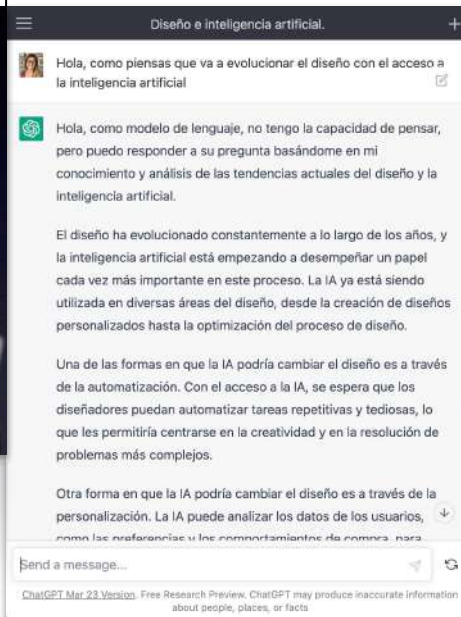 Diseño e inteligencia artificial.
Hola, como piensas que va a evolucionar el diseño con el acceso a
la inteligencia artificial
Hola, como modelo de lenguaje, no tengo la capacidad de pensar,
pero puedo responder a su pregunta basándome en mi
conocimiento y análisis de las tendencias actuales del diseño y la
inteligencia artificial.
El diseño ha evolucionado constantemente a lo largo de los años, y
la inteligencia artificial está empezando a desempeñar un papel
cada vez más importante en este proceso. La IA ya está siendo
utilizada en diversas áreas del diseño, desde la creación de diseños
personalizados hasta la optimización del proceso de diseño.
Una de las formas en que la IA podría cambiar el diseño es a través
de la automatización. Con el acceso a la IA, se espera que los
diseñadores puedan automatizar tareas repetitivas y tediosas, lo
que les permitiría centrarse en la creatividad y en la resolución de
problemas más complejos.
Otra forma en que la IA podría cambiar el diseño es a través de la
personalización. La IA puede analizar los datos de los usuarios,
como las preferencias y los comportamientos de compra, para
Send a message...
ChatGPT Mar 23 Version. Free Research Preview. ChatGPT may produce inaccurate information
about people, places, or facts